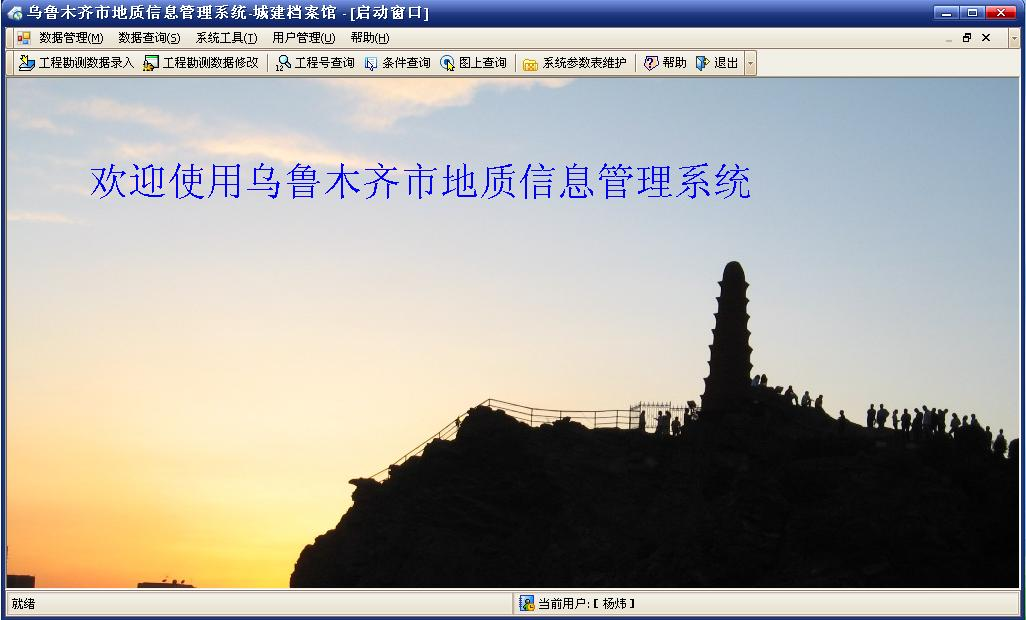 乌鲁木齐市地质信息管理系统-城建档案馆 - [启动窗口]
数据管理(M) 数据查询(S) 系统工具(T) 用户管理(U) 帮助(H)
工程勘测数据录入 工程勘测数据修改 工程号查询 条件查询 图上查询 系统参数表维护 帮助 退出
欢迎使用乌鲁木齐市地质信息管理系统
就绪 当前用户:【 杨炜 】